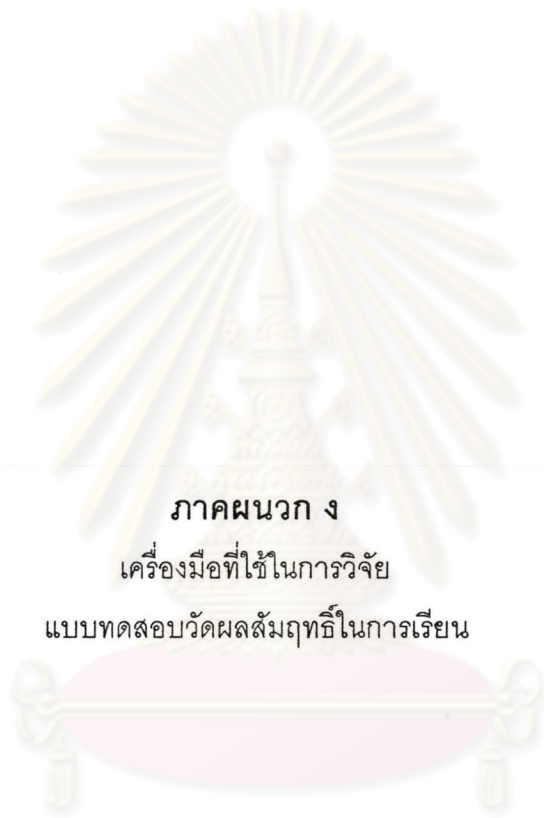 ภาคผนวก ง
เครื่องมือที่ใช้ในการวิจัย
แบบทดสอบวัดผลสัมฤทธิ์ในการเรียน